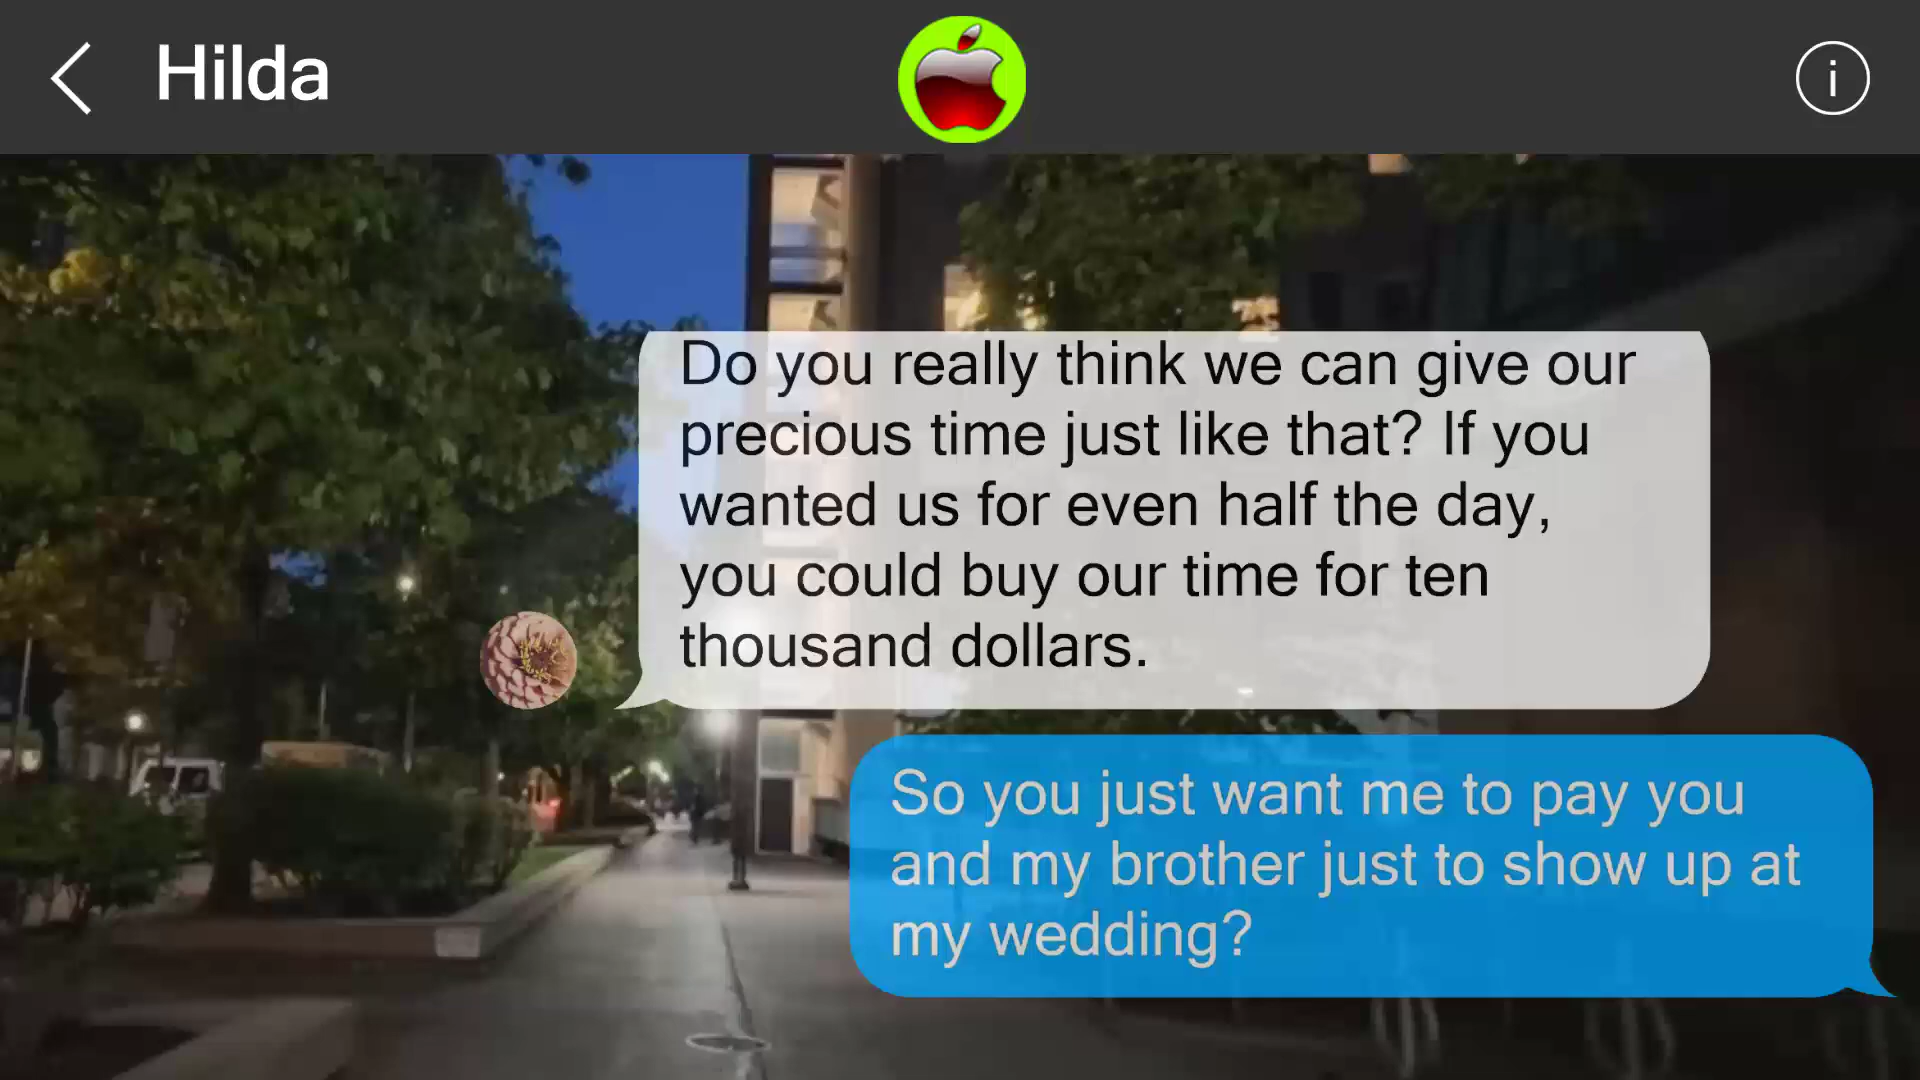 Hilda
i
Do you really think we can give our
precious time just like that? If you
wanted us for even half the day,
you could buy our time for ten
thousand dollars.
So you just want me to pay you
and my brother just to show up at
my wedding?